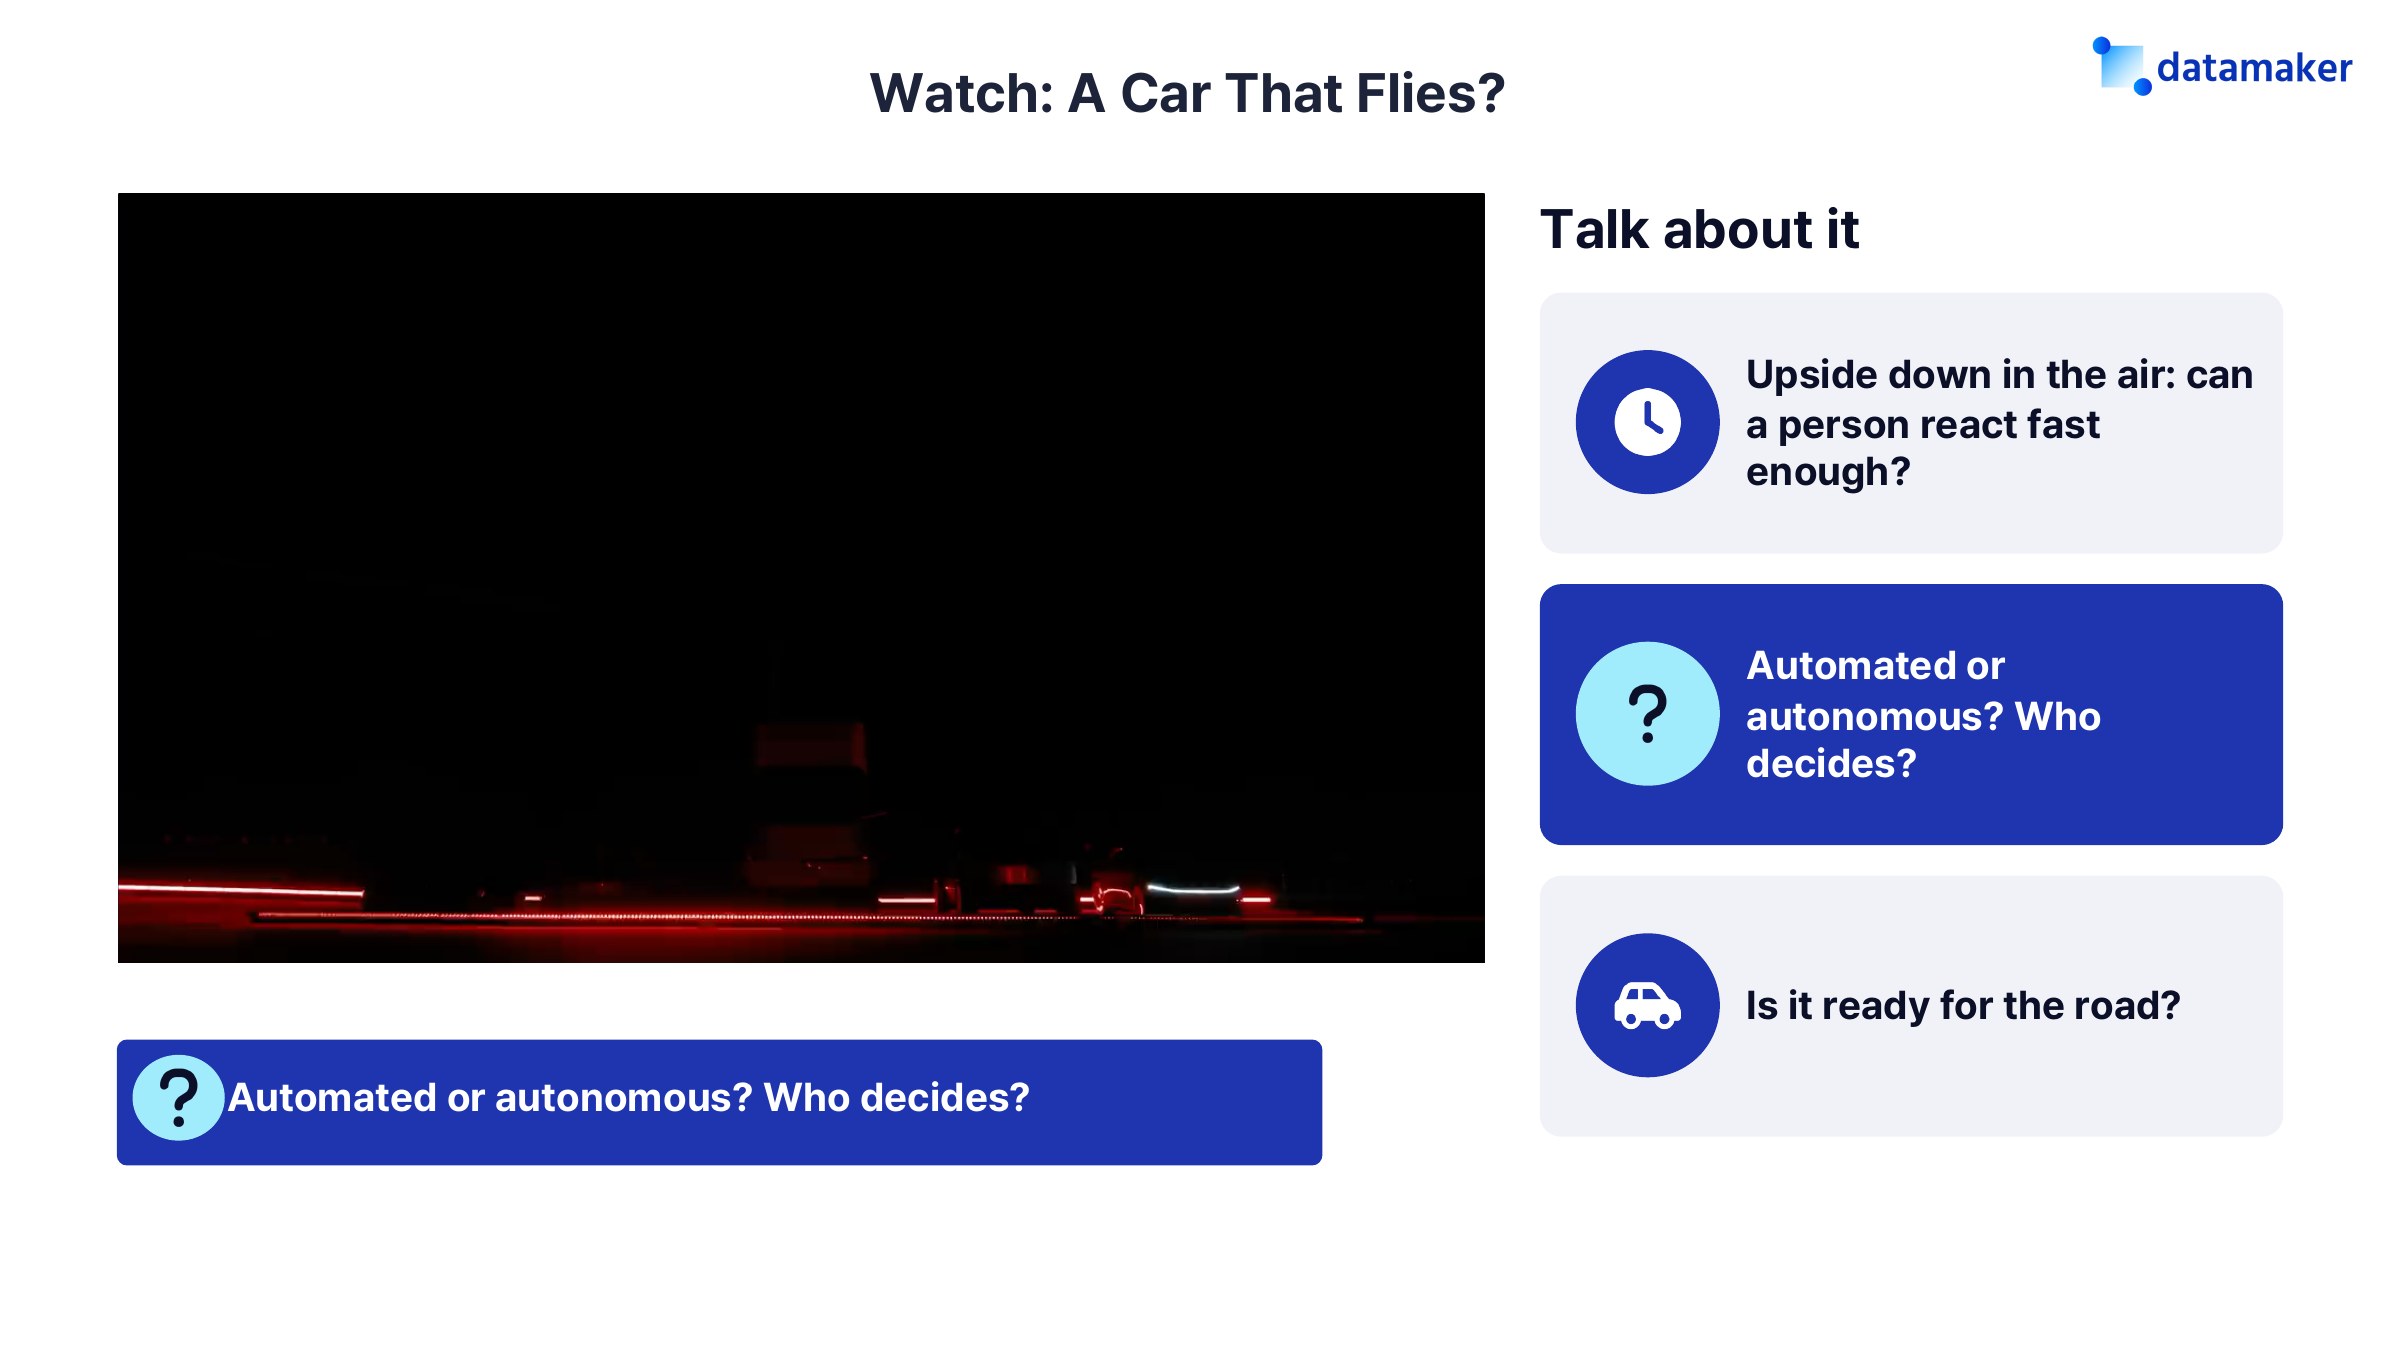 Watch: A Car That Flies?
datamaker
Talk about it
Upside down in the air: can
a person react fast
enough?
?
Automated or
autonomous? Who
decides?
Is it ready for the road?
?
Automated or autonomous? Who decides?